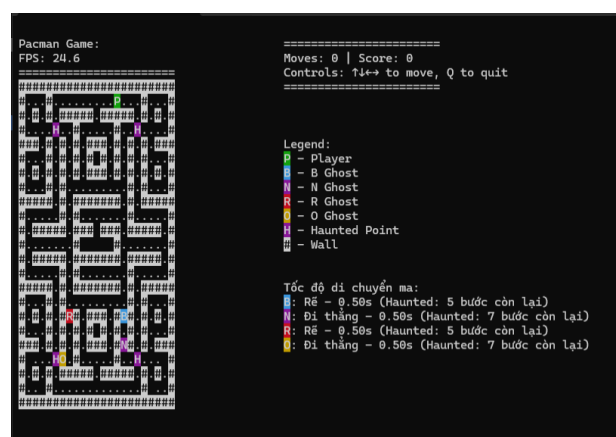 Pacman Game:
FPS: 24.6
Moves: 0 | Score: 0
Controls: ↑↓←→ to move, Q to quit
Legend:
P - Player
B - B Ghost
N - N Ghost
R - R Ghost
O - O Ghost
H - Haunted Point
# - Wall
Tốc độ di chuyển ma:
B: Rẽ - 0.50s (Haunted: 5 bước còn lại)
N: Đi thẳng - 0.50s (Haunted: 7 bước còn lại)
R: Rẽ - 0.50s (Haunted: 5 bước còn lại)
O: Đi thẳng - 0.50s (Haunted: 7 bước còn lại)